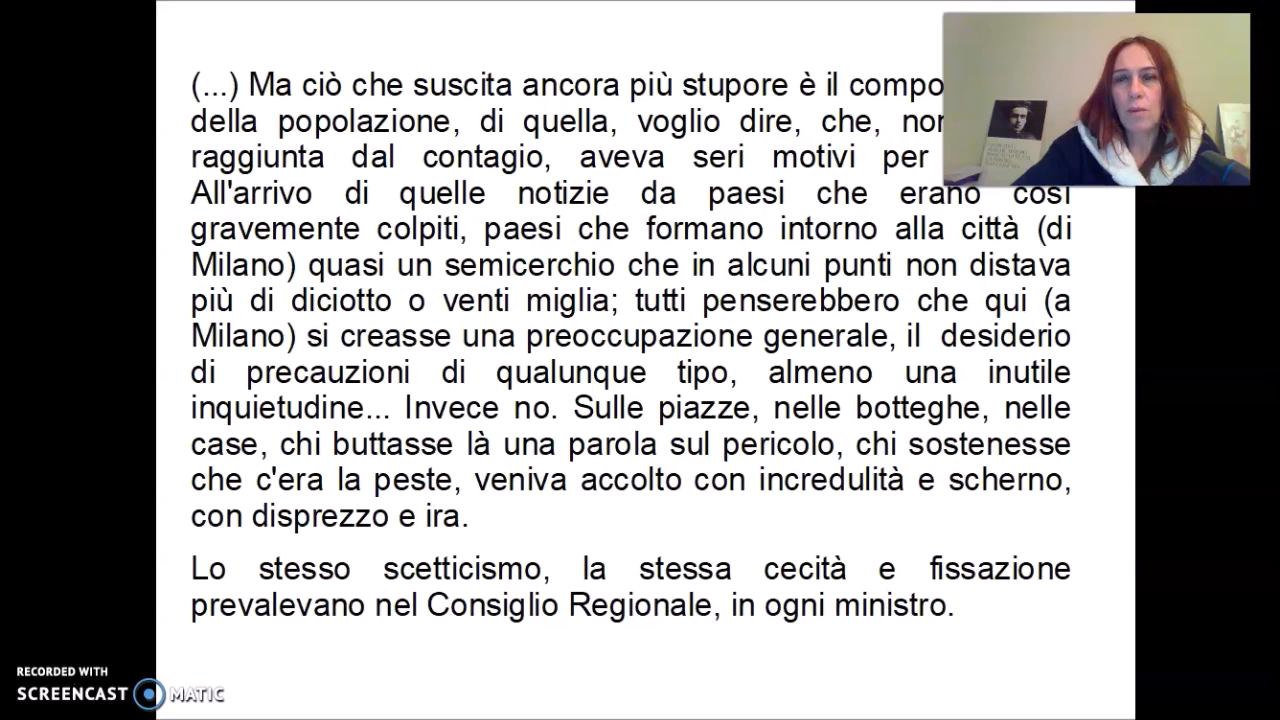 (...) Ma ciò che suscita ancora più stupore è il
della popolazione, di quella, voglio dire, che,
raggiunta dal contagio, aveva seri motivi per
All'arrivo di quelle notizie da paesi che erano così
gravemente colpiti, paesi che formano intorno alla città (di
Milano) quasi un semicerchio che in alcuni punti non distava
più di diciotto o venti miglia; tutti penserebbero che qui (a
Milano) si creasse una preoccupazione generale, il desiderio
di precauzioni di qualunque tipo, almeno una inutile
inquietudine... Invece no. Sulle piazze, nelle botteghe, nelle
case, chi buttasse là una parola sul pericolo, chi sostenesse
che c'era la peste, veniva accolto con incredulità e scherno,
con disprezzo e ira.
Lo stesso scetticismo, la stessa cecità e fissazione
prevalevano nel Consiglio Regionale, in ogni ministro.
RECORDED WITH
SCREENCAST MATIC